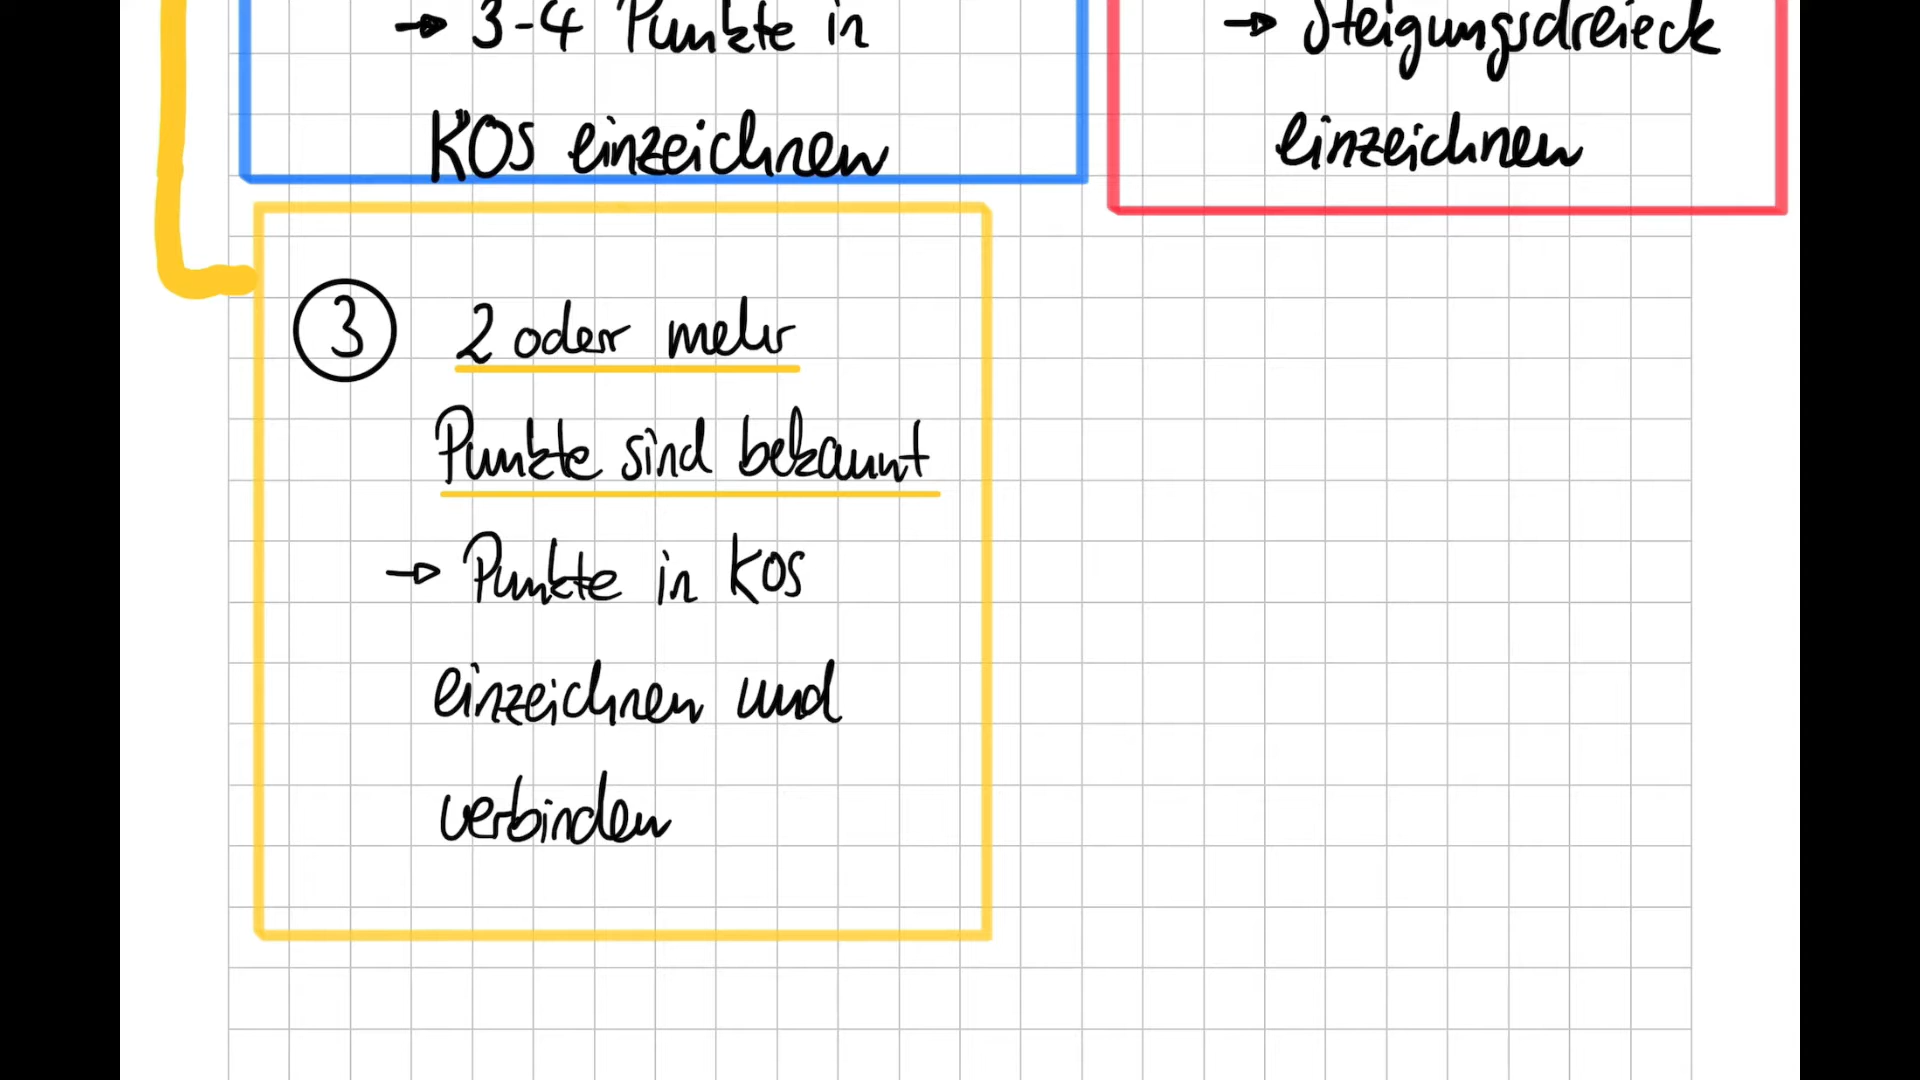 → 3-4 Punkte in
KOS einzeichnen
→ Steigungsdreieck
einzeichnen
③ 2 oder mehr
Punkte sind bekannt
→ Punkte in KOS
einzeichnen und
verbinden